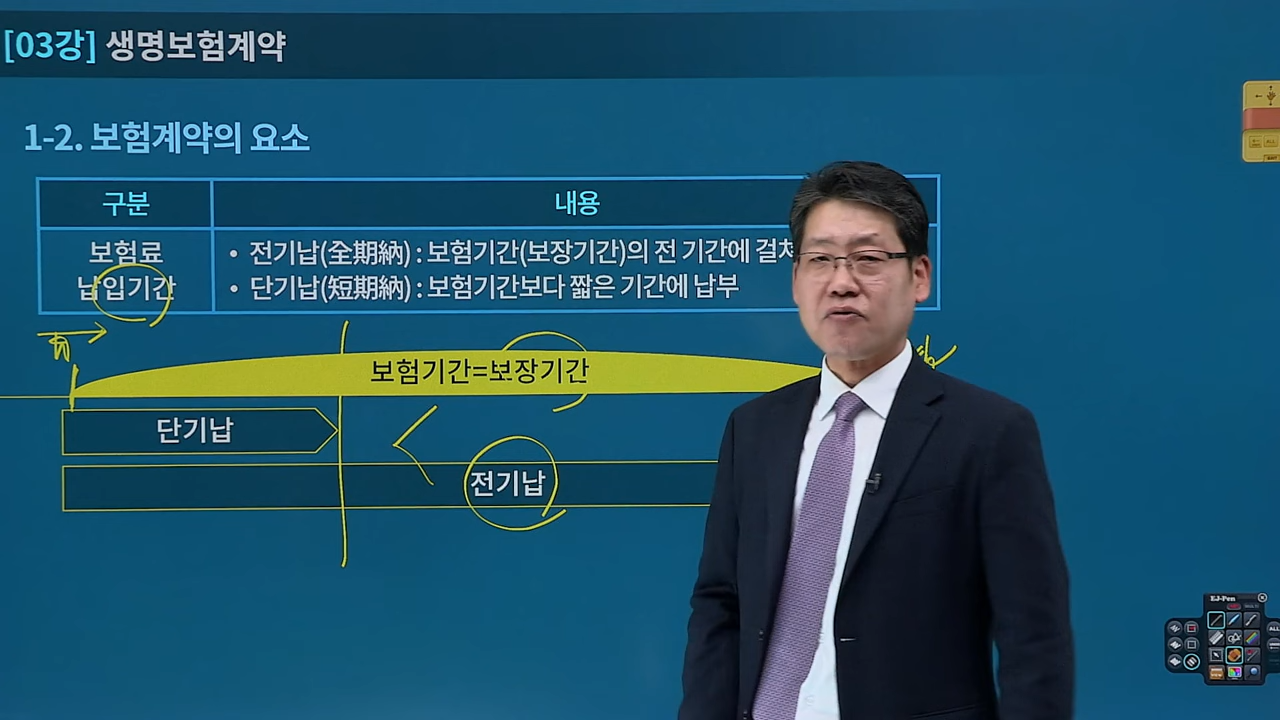 [03강] 생명보험계약
1-2. 보험계약의 요소
구분 내용
보험료
납입기간
• 전기납(全期納) : 보험기간(보장기간)의 전 기간에
• 단기납(短期納) : 보험기간보다 짧은 기간에 납부
보험기간=보장기간
단기납
전기납
EJ-Pen
ALL